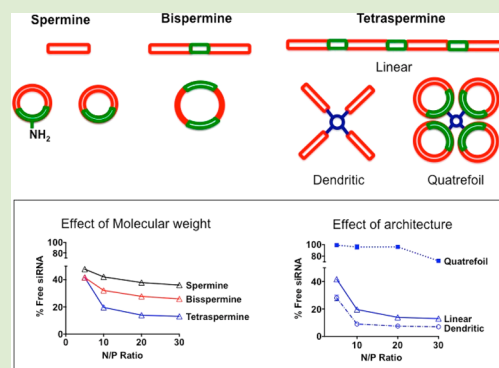 Spermine Bispermine Tetraspermine
Linear
NH2
Dendritic Quatrefoil
Effect of Molecular weight
% Free siRNA
100
80
40
20
0
0 10 20 30
N/P Ratio
Spermine
Bisspermine
Tetraspermine
Effect of architecture
% Free siRNA
100
80
40
20
0
0 10 20 30
N/P Ratio
Quatrefoil
Linear
Dendritic